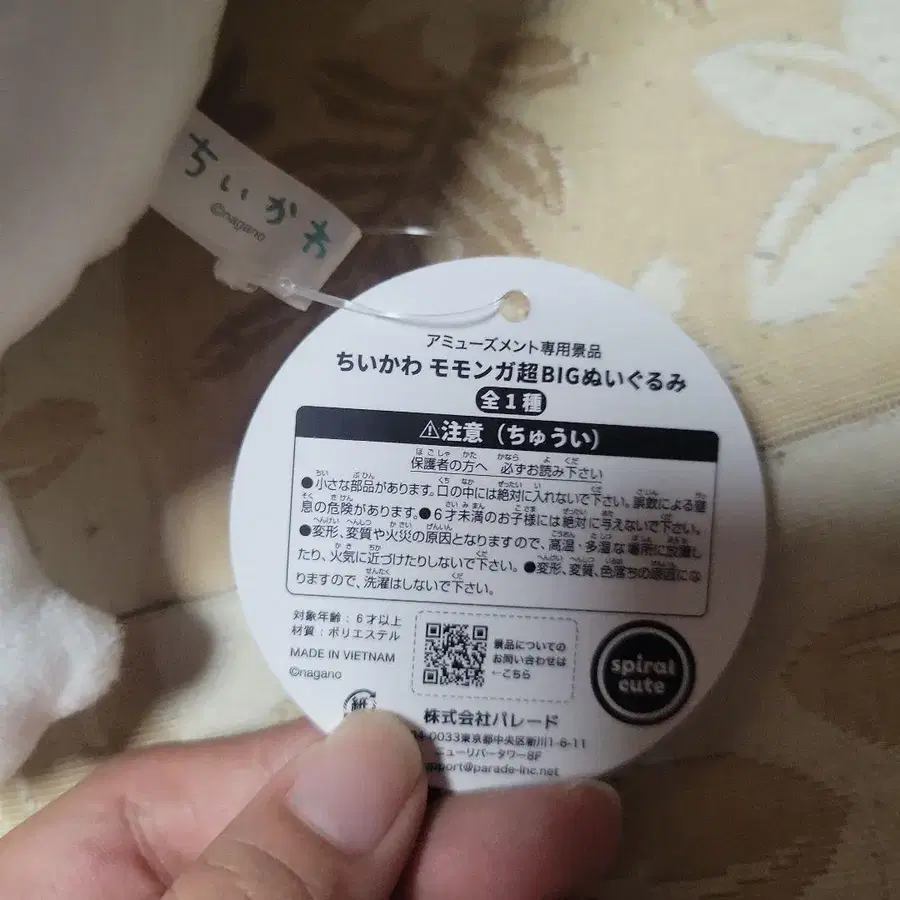 ちいかわ
©nagano
アミューズメント専用景品
ちいかわ モモンガ超BIGぬいぐるみ
全1種
⚠注意（ちゅうい）
保護者の方へ 必ずお読み下さい
●小さな部品があります。口の中には絶対に入れないで下さい。誤飲による窒
息の危険があります。●6才未満のお子様には絶対に与えないで下さい。
●変形、変質や火災の原因となりますので、高温・多湿な場所に放置し
たり、火気に近づけたりしないで下さい。●変形、変質、色落ちの原因にな
りますので、洗濯はしないで下さい。
対象年齢：6才以上
材質：ポリエステル
MADE IN VIETNAM
©nagano
景品についての
お問い合わせは
←こちら
spiral
cute
紙
株式会社パレード
4-0033東京都中央区新川1-6-11
ニューリバータワー8F
pport@parade-inc.net